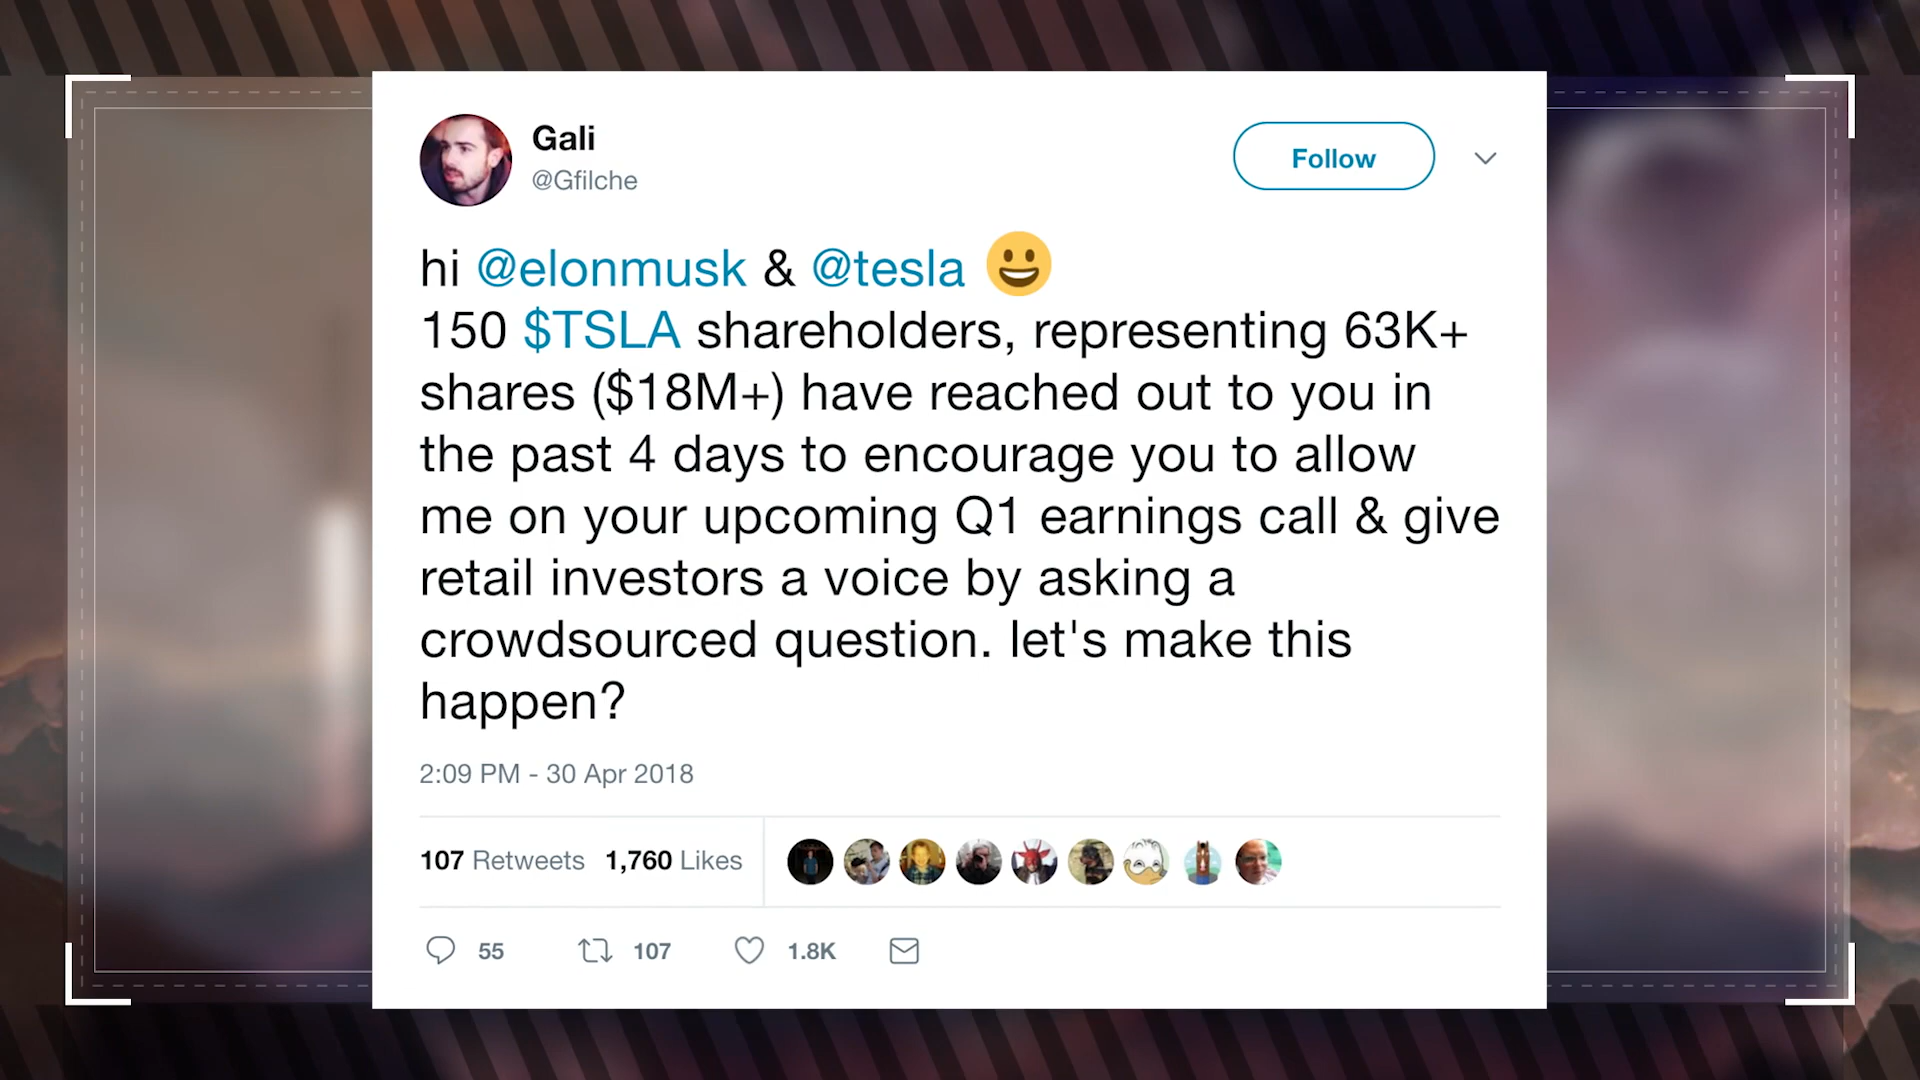 Gali
@Gfilche
Follow
hi @elonmusk & @tesla 😃
150 $TSLA shareholders, representing 63K+
shares ($18M+) have reached out to you in
the past 4 days to encourage you to allow
me on your upcoming Q1 earnings call & give
retail investors a voice by asking a
crowdsourced question. let's make this
happen?
2:09 PM - 30 Apr 2018
107 Retweets 1,760 Likes
55 107 1.8K